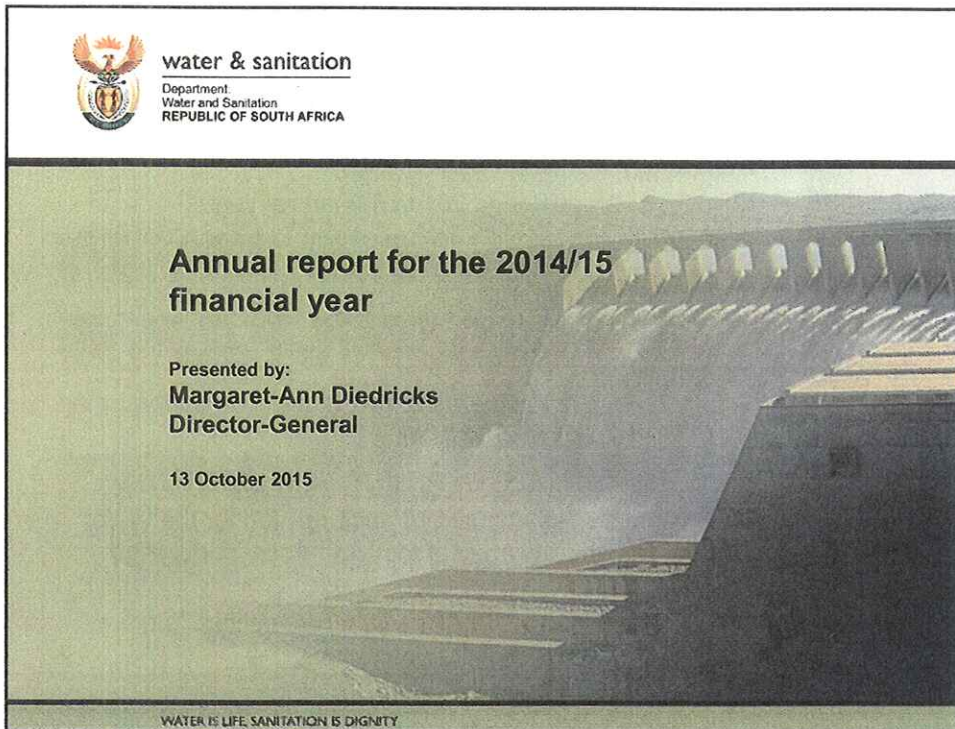 water & sanitation
Department:
Water and Sanitation
REPUBLIC OF SOUTH AFRICA
Annual report for the 2014/15
financial year
Presented by:
Margaret-Ann Diedricks
Director-General
13 October 2015
WATER IS LIFE, SANITATION IS DIGNITY